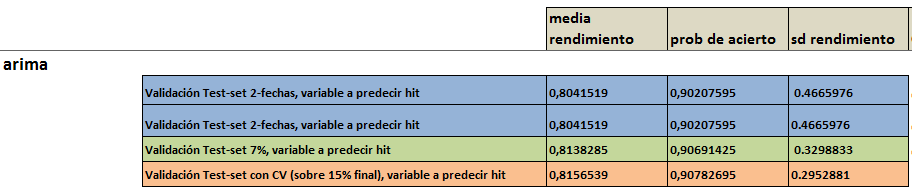 media rendimiento prob de acierto sd rendimiento
arima
Validación Test-set 2-fechas, variable a predecir hit 0,8041519 0,90207595 0.4665976
Validación Test-set 2-fechas, variable a predecir hit 0,8041519 0,90207595 0.4665976
Validación Test-set 7%, variable a predecir hit 0,8138285 0,90691425 0.3298833
Validación Test-set con CV (sobre 15% final), variable a predecir hit 0,8156539 0,90782695 0.2952881